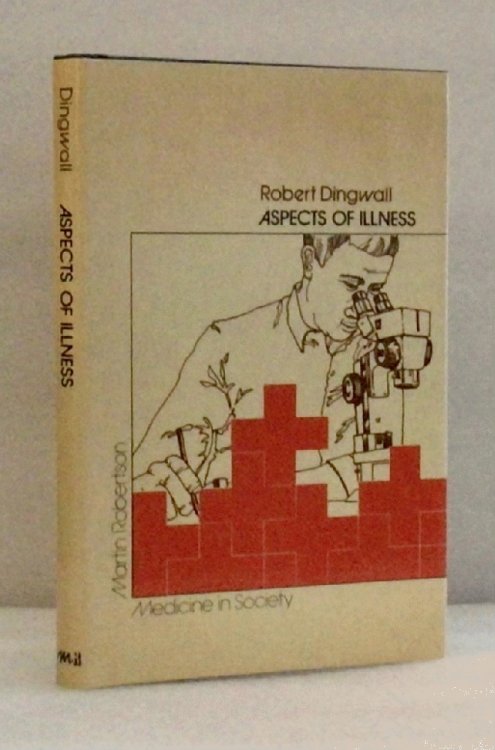 Dingwall
ASPECTS OF ILLNESS
Robert Dingwall
ASPECTS OF ILLNESS
Martin Robertson
Medicine in Society